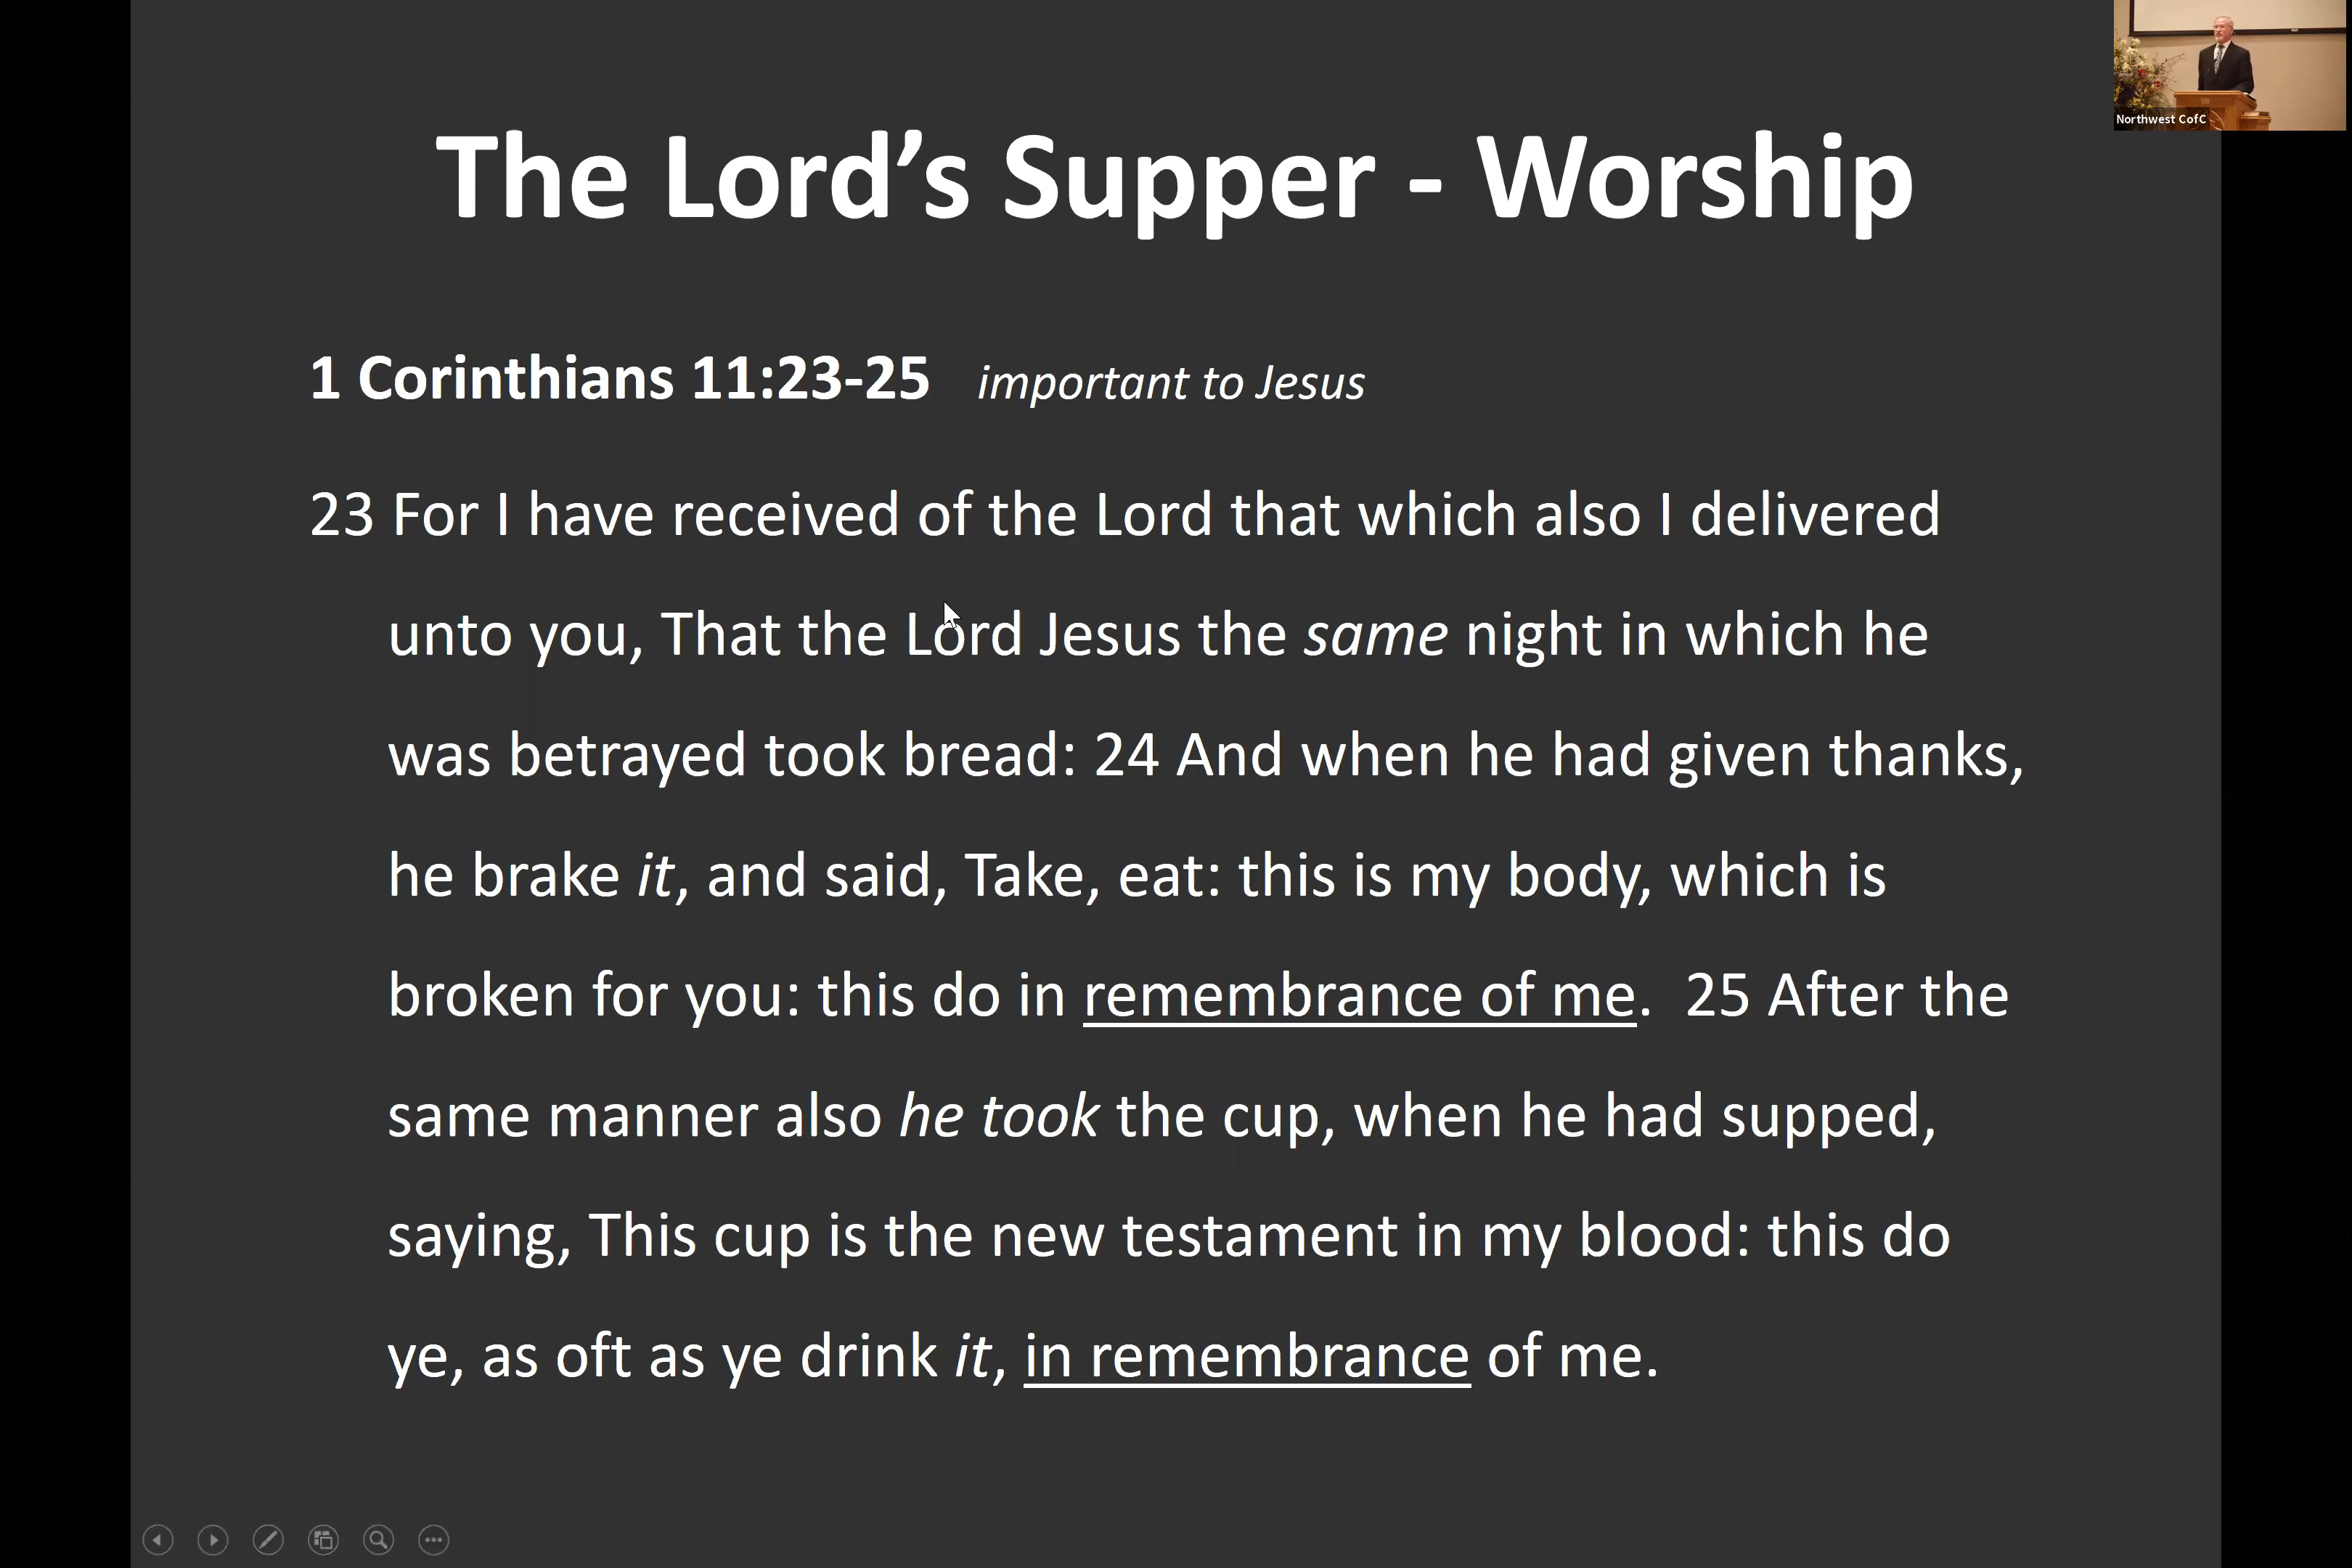 Northwest CofC
The Lord’s Supper - Worship
1 Corinthians 11:23-25 important to Jesus
23 For I have received of the Lord that which also I delivered
unto you, That the Lord Jesus the same night in which he
was betrayed took bread: 24 And when he had given thanks,
he brake it, and said, Take, eat: this is my body, which is
broken for you: this do in remembrance of me.  25 After the
same manner also he took the cup, when he had supped,
saying, This cup is the new testament in my blood: this do
ye, as oft as ye drink it, in remembrance of me.